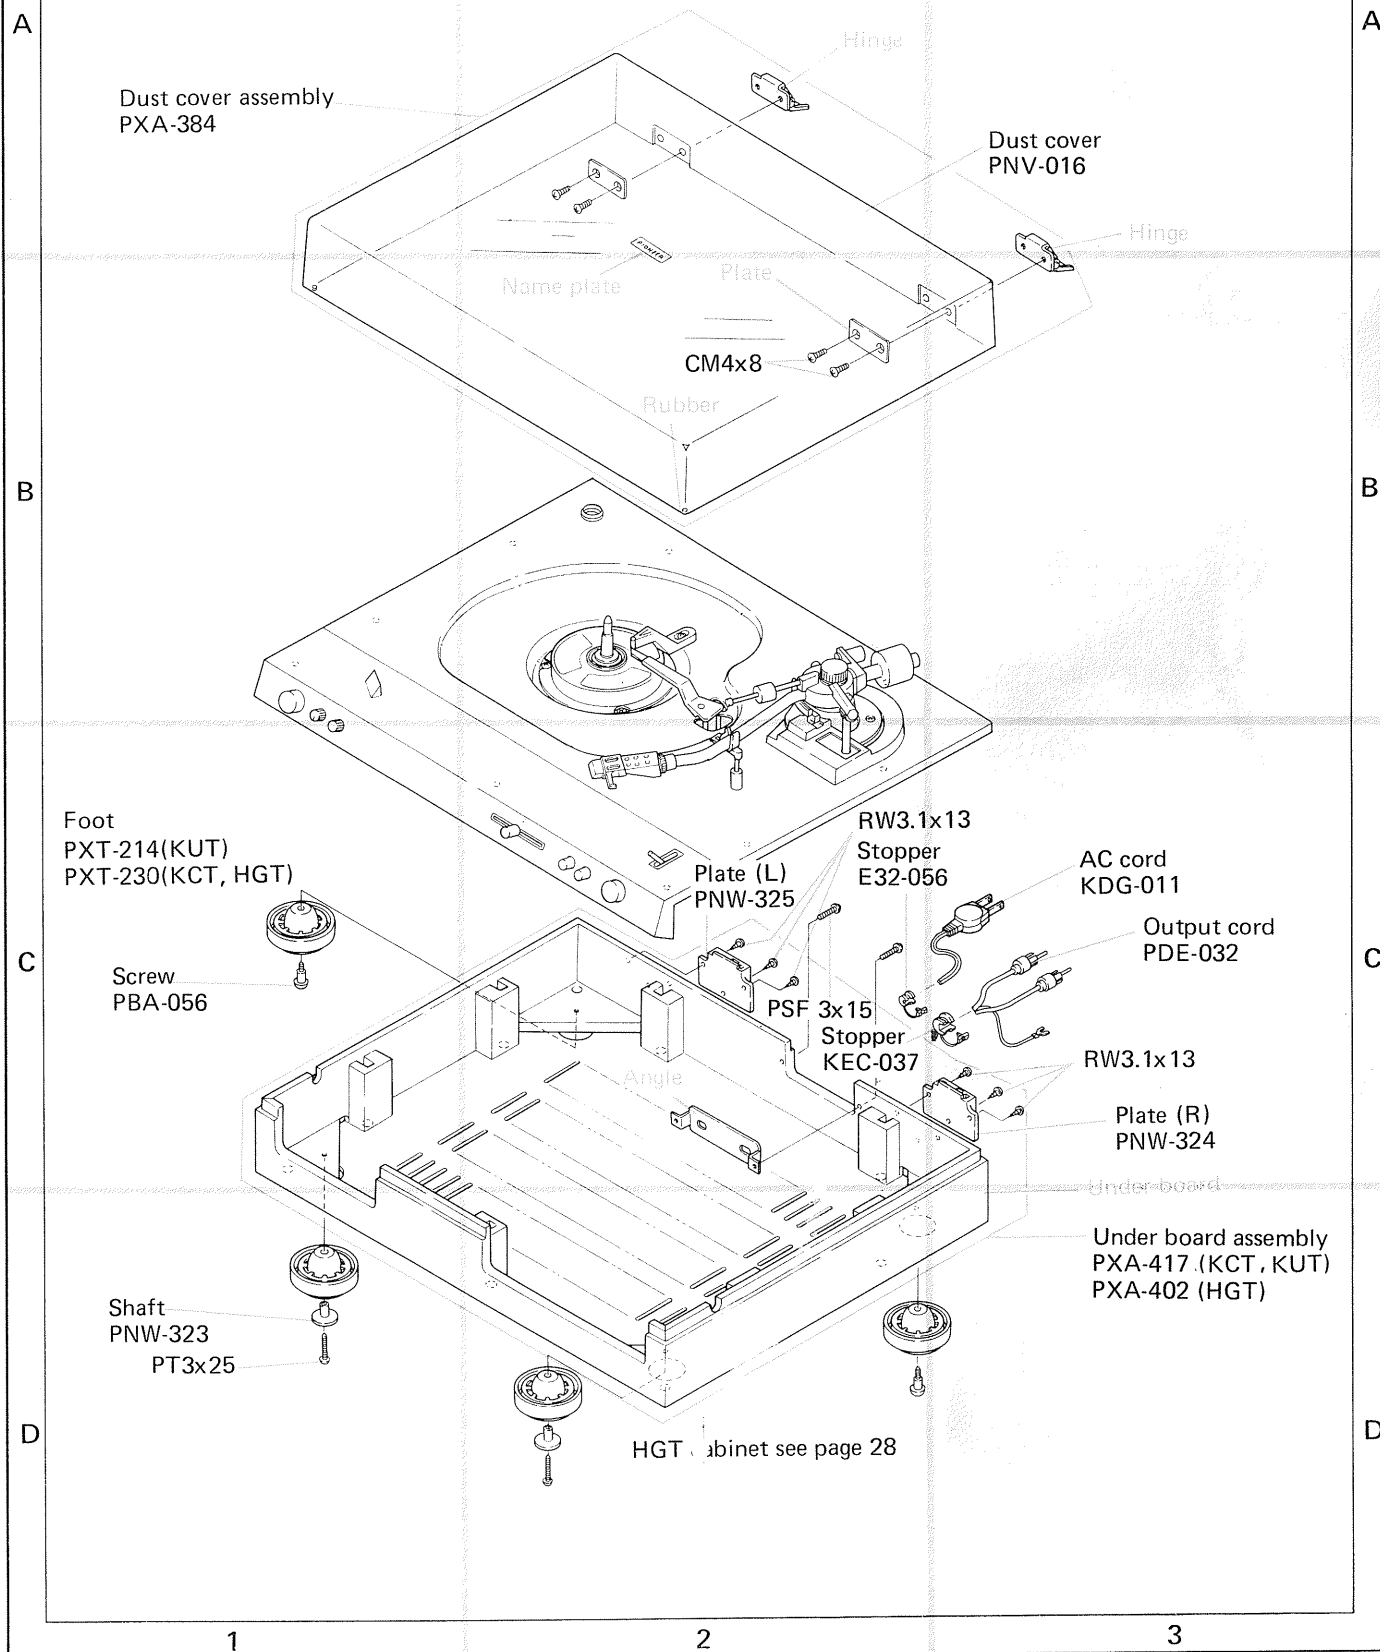 A
A
Hinge
Dust cover assembly
PXA-384
Dust cover
PNV-016
Hinge
PIONEER
Name plate
Plate
CM4x8
Rubber
B
B
Foot
PXT-214(KUT)
PXT-230(KCT, HGT)
RW3.1x13
Stopper
E32-056
Plate (L)
PNW-325
AC cord
KDG-011
Output cord
PDE-032
C
C
Screw
PBA-056
PSF 3x15
Stopper
KEC-037
RW3.1x13
Angle
Plate (R)
PNW-324
Under board
Under board assembly
PXA-417 (KCT, KUT)
PXA-402 (HGT)
Shaft
PNW-323
PT3x25
D
D
HGT abinet see page 28
1
2
3